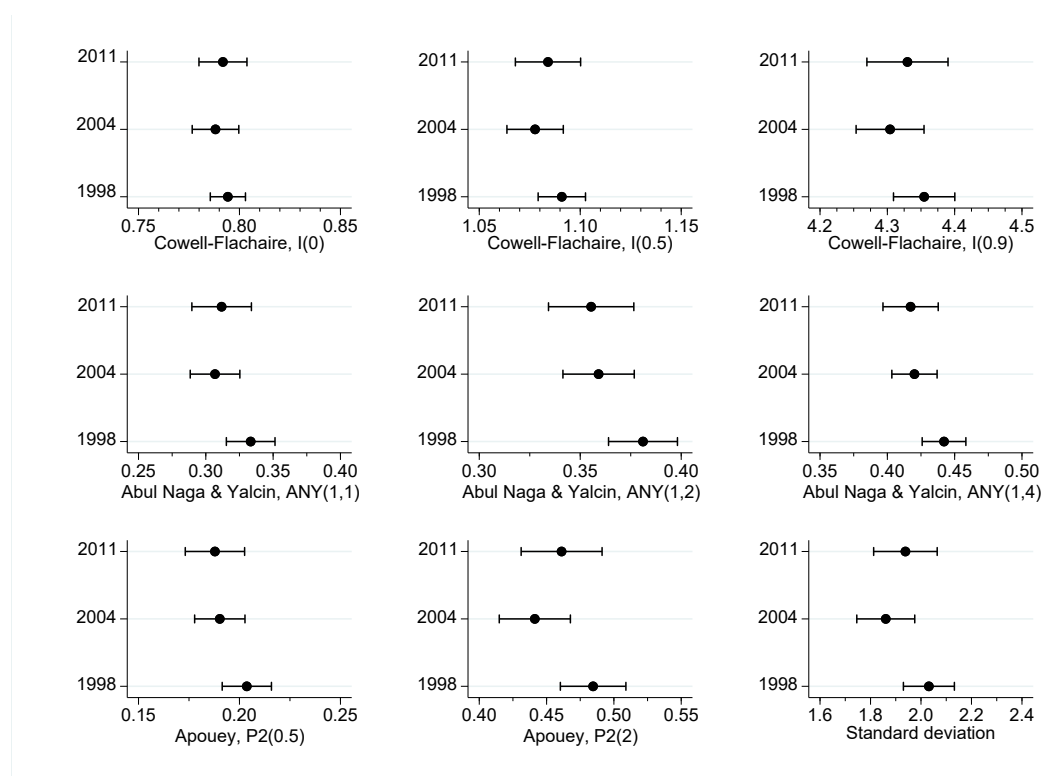 2011
2004
1998
0.75 0.80 0.85
Cowell-Flachaire, I(0)
2011
2004
1998
1.05 1.10 1.15
Cowell-Flachaire, I(0.5)
2011
2004
1998
4.2 4.3 4.4 4.5
Cowell-Flachaire, I(0.9)
2011
2004
1998
0.25 0.30 0.35 0.40
Abul Naga & Yalcin, ANY(1,1)
2011
2004
1998
0.30 0.35 0.40
Abul Naga & Yalcin, ANY(1,2)
2011
2004
1998
0.35 0.40 0.45 0.50
Abul Naga & Yalcin, ANY(1,4)
2011
2004
1998
0.15 0.20 0.25
Apouey, P2(0.5)
2011
2004
1998
0.40 0.45 0.50 0.55
Apouey, P2(2)
2011
2004
1998
1.6 1.8 2.0 2.2 2.4
Standard deviation